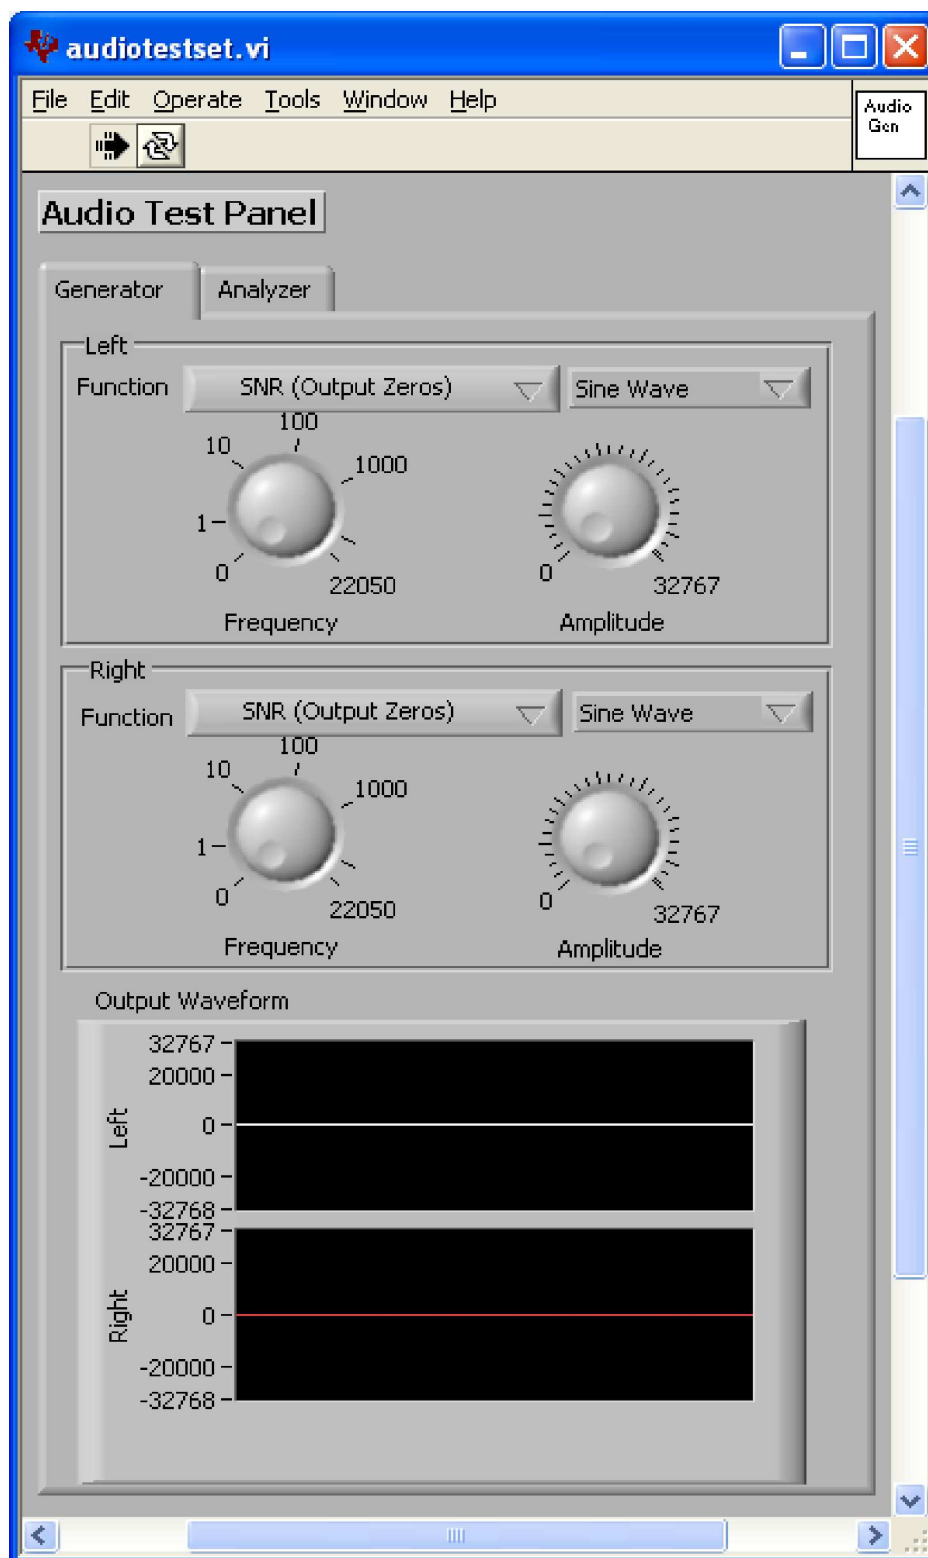 audiotestset.vi
File Edit Operate Tools Window Help
Audio
Gen
Audio Test Panel
Generator Analyzer
Left
Function SNR (Output Zeros) Sine Wave
100
10
1000
1
0
22050
0
32767
Frequency Amplitude
Right
Function SNR (Output Zeros) Sine Wave
100
10
1000
1
0
22050
0
32767
Frequency Amplitude
Output Waveform
32767
20000
Left
0
-20000
-32768
32767
20000
Right
0
-20000
-32768